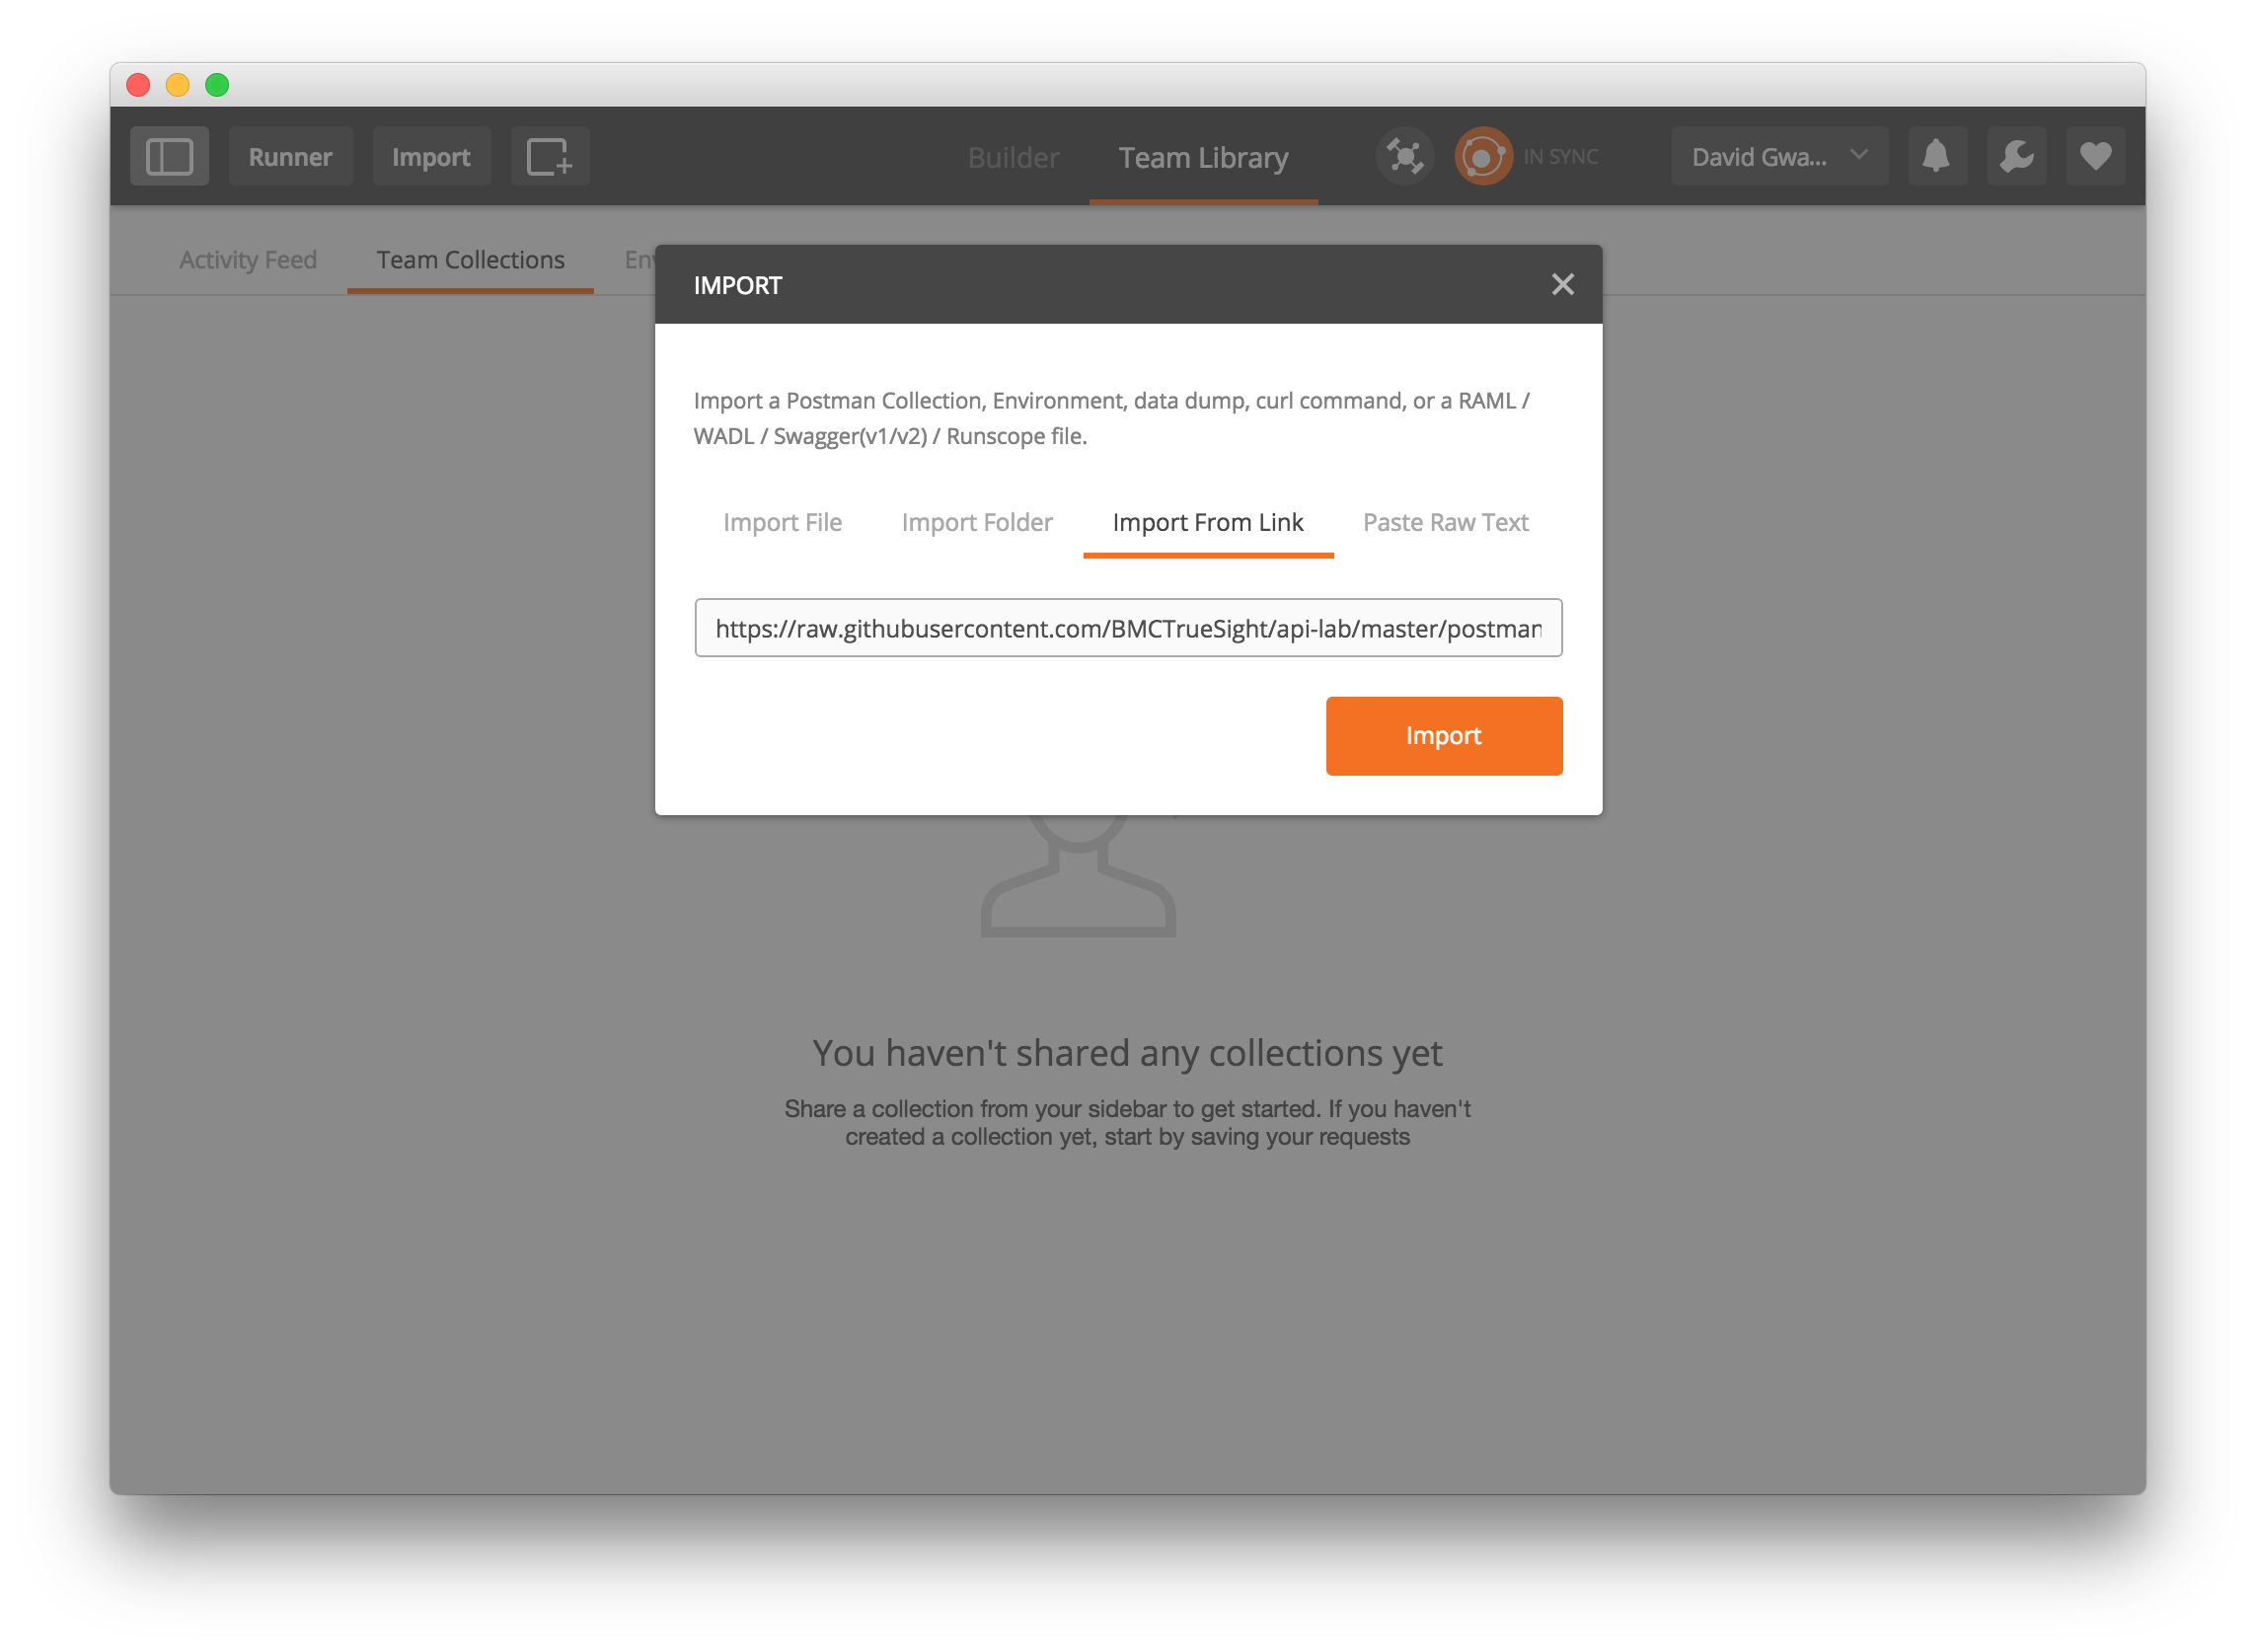 Runner
Import
Builder
Team Library
IN SYNC
David Gwa...
Activity Feed
Team Collections
IMPORT
Import a Postman Collection, Environment, data dump, curl command, or a RAML /
WADL / Swagger(v1/v2) / Runscope file.
Import File
Import Folder
Import From Link
Paste Raw Text
https://raw.githubusercontent.com/BMCTrueSight/api-lab/master/postman
Import
You haven't shared any collections yet
Share a collection from your sidebar to get started. If you haven't
created a collection yet, start by saving your requests